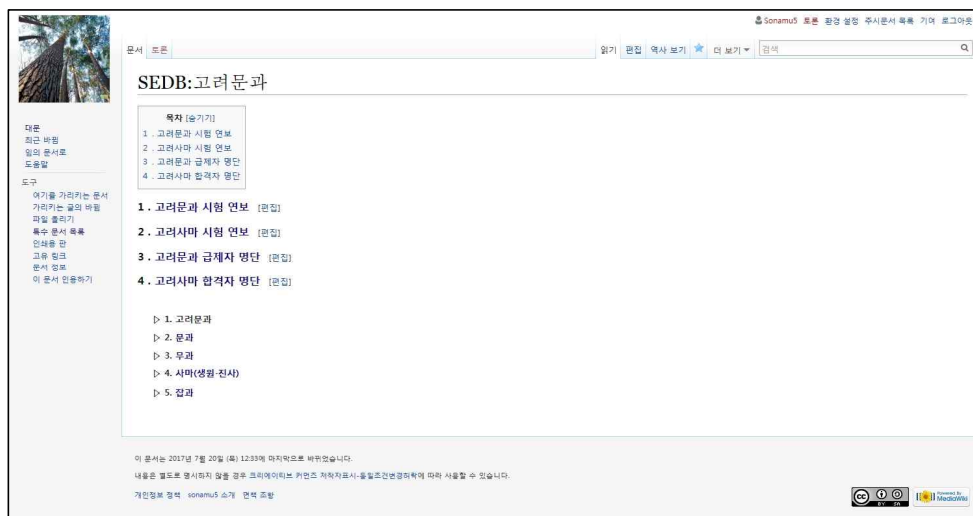 Sonamu5 토론 환경 설정 주시문서 목록 기여 로그아웃
문서 토론
읽기 편집 역사 보기 더 보기 검색
SEDB:고려문과
목차 [숨기기]
1 . 고려문과 시험 연보
2 . 고려사마 시험 연보
3 . 고려문과 급제자 명단
4 . 고려사마 합격자 명단
대문
최근 바뀜
임의 문서로
도움말
도구
여기를 가리키는 문서
가리키는 글의 바뀜
파일 올리기
특수 문서 목록
인쇄용 판
고유 링크
문서 정보
이 문서 인용하기
1 . 고려문과 시험 연보 [편집]
2 . 고려사마 시험 연보 [편집]
3 . 고려문과 급제자 명단 [편집]
4 . 고려사마 합격자 명단 [편집]
▷ 1. 고려문과
▷ 2. 문과
▷ 3. 무과
▷ 4. 사마(생원·진사)
▷ 5. 잡과
이 문서는 2017년 7월 20일 (목) 12:33에 마지막으로 바뀌었습니다.
내용은 별도로 명시하지 않을 경우 크리에이티브 커먼즈 저작자표시-동일조건변경허락에 따라 사용할 수 있습니다.
개인정보 정책 sonamu5 소개 면책 조항
cc BY SA
Powered By MediaWiki